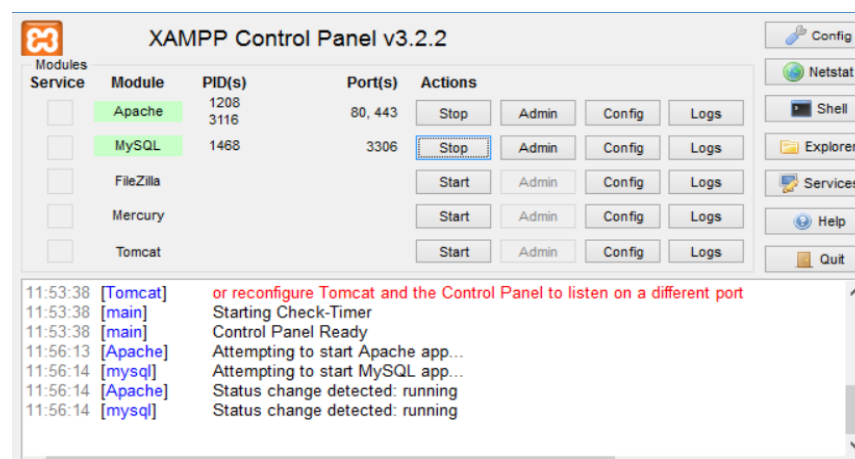 XAMPP Control Panel v3.2.2
Config
Modules
Service Module PID(s) Port(s) Actions
Netstat
Apache 1208 3116 80, 443 Stop Admin Config Logs
Shell
MySQL 1468 3306 Stop Admin Config Logs
Explorer
FileZilla Start Admin Config Logs
Services
Mercury Start Admin Config Logs
Help
Tomcat Start Admin Config Logs
Quit
11:53:38 [Tomcat] or reconfigure Tomcat and the Control Panel to listen on a different port
11:53:38 [main] Starting Check-Timer
11:53:38 [main] Control Panel Ready
11:56:13 [Apache] Attempting to start Apache app...
11:56:14 [mysql] Attempting to start MySQL app...
11:56:14 [Apache] Status change detected: running
11:56:14 [mysql] Status change detected: running